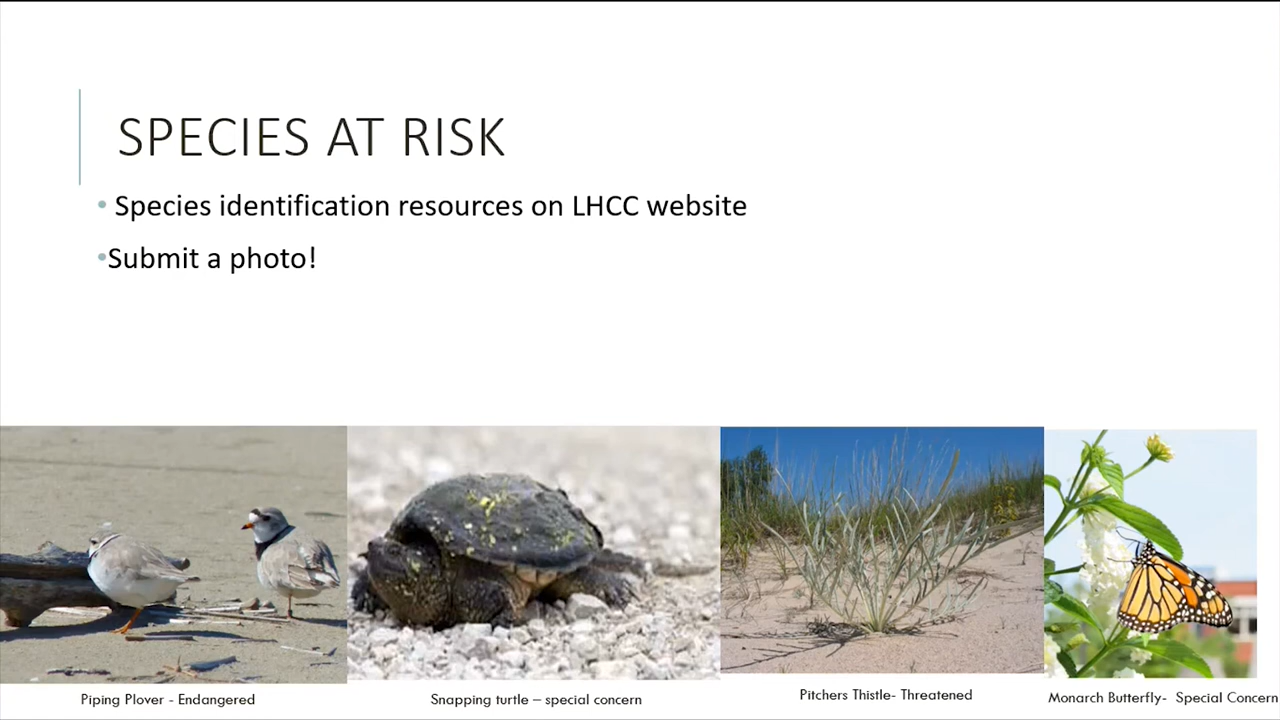 SPECIES AT RISK
• Species identification resources on LHCC website
•Submit a photo!
Piping Plover - Endangered
Snapping turtle – special concern
Pitchers Thistle- Threatened
Monarch Butterfly- Special Concern